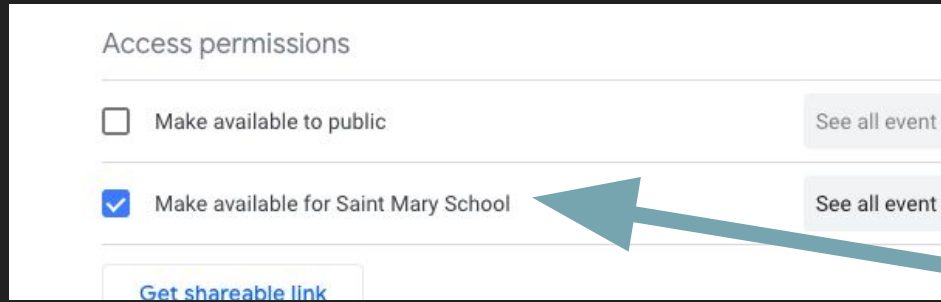 Access permissions
Make available to public
See all event
Make available for Saint Mary School
See all event
Get shareable link